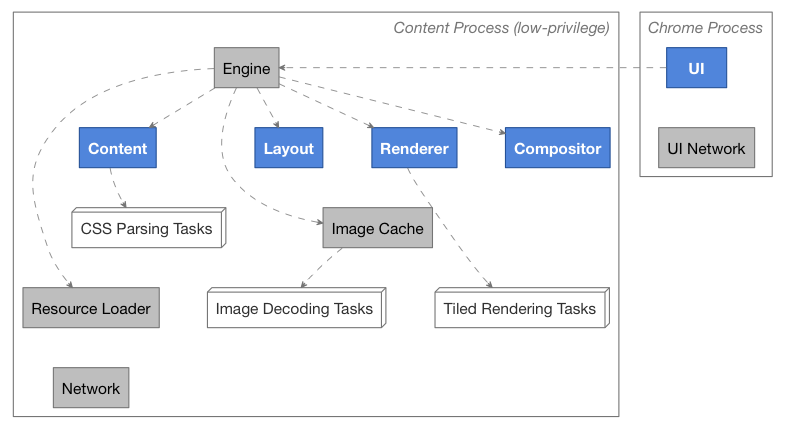 Content Process (low-privilege)
Chrome Process
Engine
UI
Content
Layout
Renderer
Compositor
UI Network
CSS Parsing Tasks
Image Cache
Resource Loader
Image Decoding Tasks
Tiled Rendering Tasks
Network